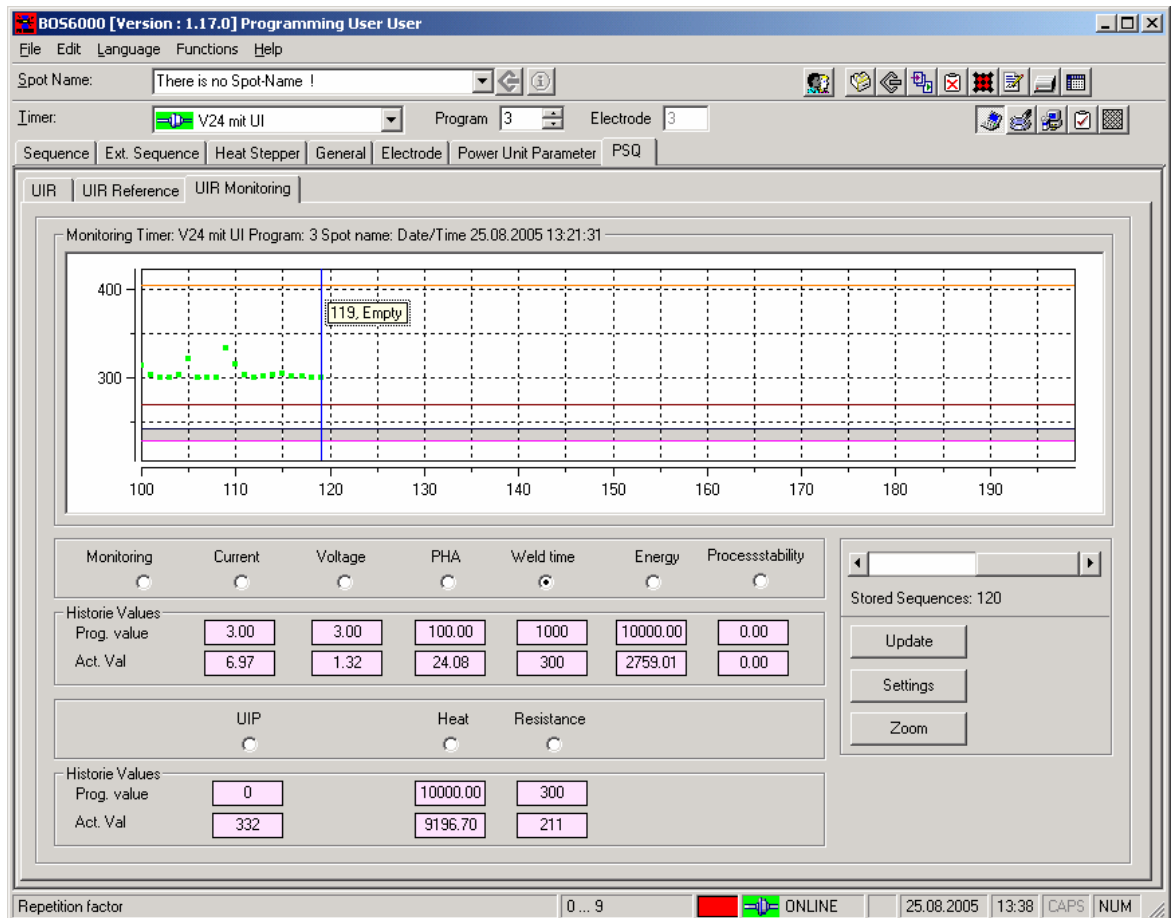 BOS6000 [Version : 1.17.0] Programming User User
File Edit Language Functions Help
Spot Name: There is no Spot-Name !
Timer: V24 mit UI Program 3 Electrode 3
Sequence Ext. Sequence Heat Stepper General Electrode Power Unit Parameter PSQ
UIR UIR Reference UIR Monitoring
Monitoring Timer: V24 mit UI Program: 3 Spot name: Date/Time 25.08.2005 13:21:31
400
119, Empty
300
100 110 120 130 140 150 160 170 180 190
Monitoring Current Voltage PHA Weld time Energy Processstability
Stored Sequences: 120
Historie Values
Prog. value 3.00 3.00 100.00 1000 10000.00 0.00
Act. Val 6.97 1.32 24.08 300 2759.01 0.00
Update
Settings
Zoom
UIP Heat Resistance
Historie Values
Prog. value 0 10000.00 300
Act. Val 332 9196.70 211
Repetition factor 0 ... 9 ONLINE 25.08.2005 13:38 CAPS NUM